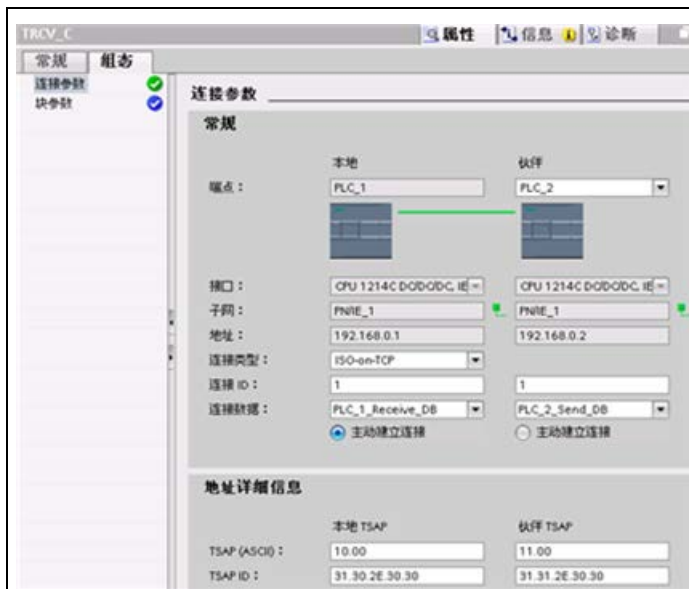 TRCV_C 属性 信息 诊断
常规 组态
连接参数
块参数
连接参数
常规
本地 伙伴
端点： PLC_1 PLC_2
接口： CPU 1214C DC/DC/DC, IE CPU 1214C DC/DC/DC, IE
子网： PN/IE_1 PN/IE_1
地址： 192.168.0.1 192.168.0.2
连接类型： ISO-on-TCP
连接 ID： 1 1
连接数据： PLC_1_Receive_DB PLC_2_Send_DB
主动建立连接 主动建立连接
地址详细信息
本地 TSAP 伙伴 TSAP
TSAP (ASCII)： 10.00 11.00
TSAP ID： 31.30.2E.30.30 31.31.2E.30.30